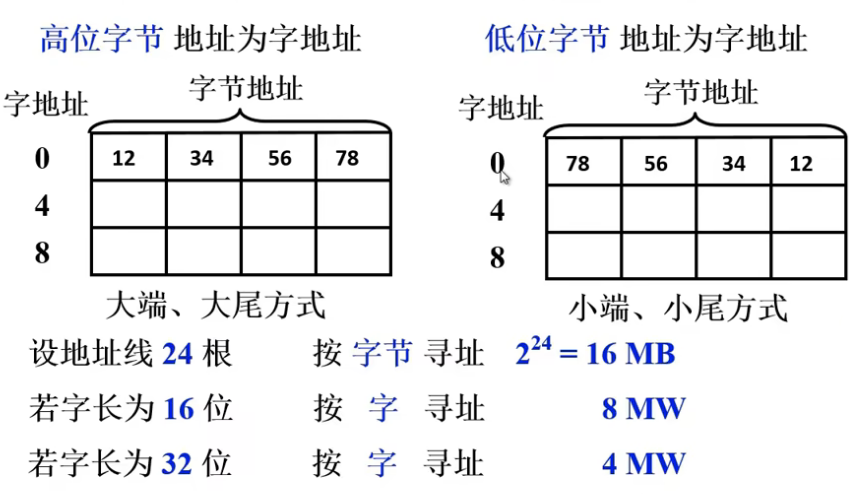 高位字节 地址为字地址
字节地址
字地址
0 12 34 56 78
4
8
大端、大尾方式
低位字节 地址为字地址
字节地址
字地址
0 78 56 34 12
4
8
小端、小尾方式
设地址线 24 根 按 字节 寻址 2²⁴ = 16 MB
若字长为 16 位 按 字 寻址 8 MW
若字长为 32 位 按 字 寻址 4 MW